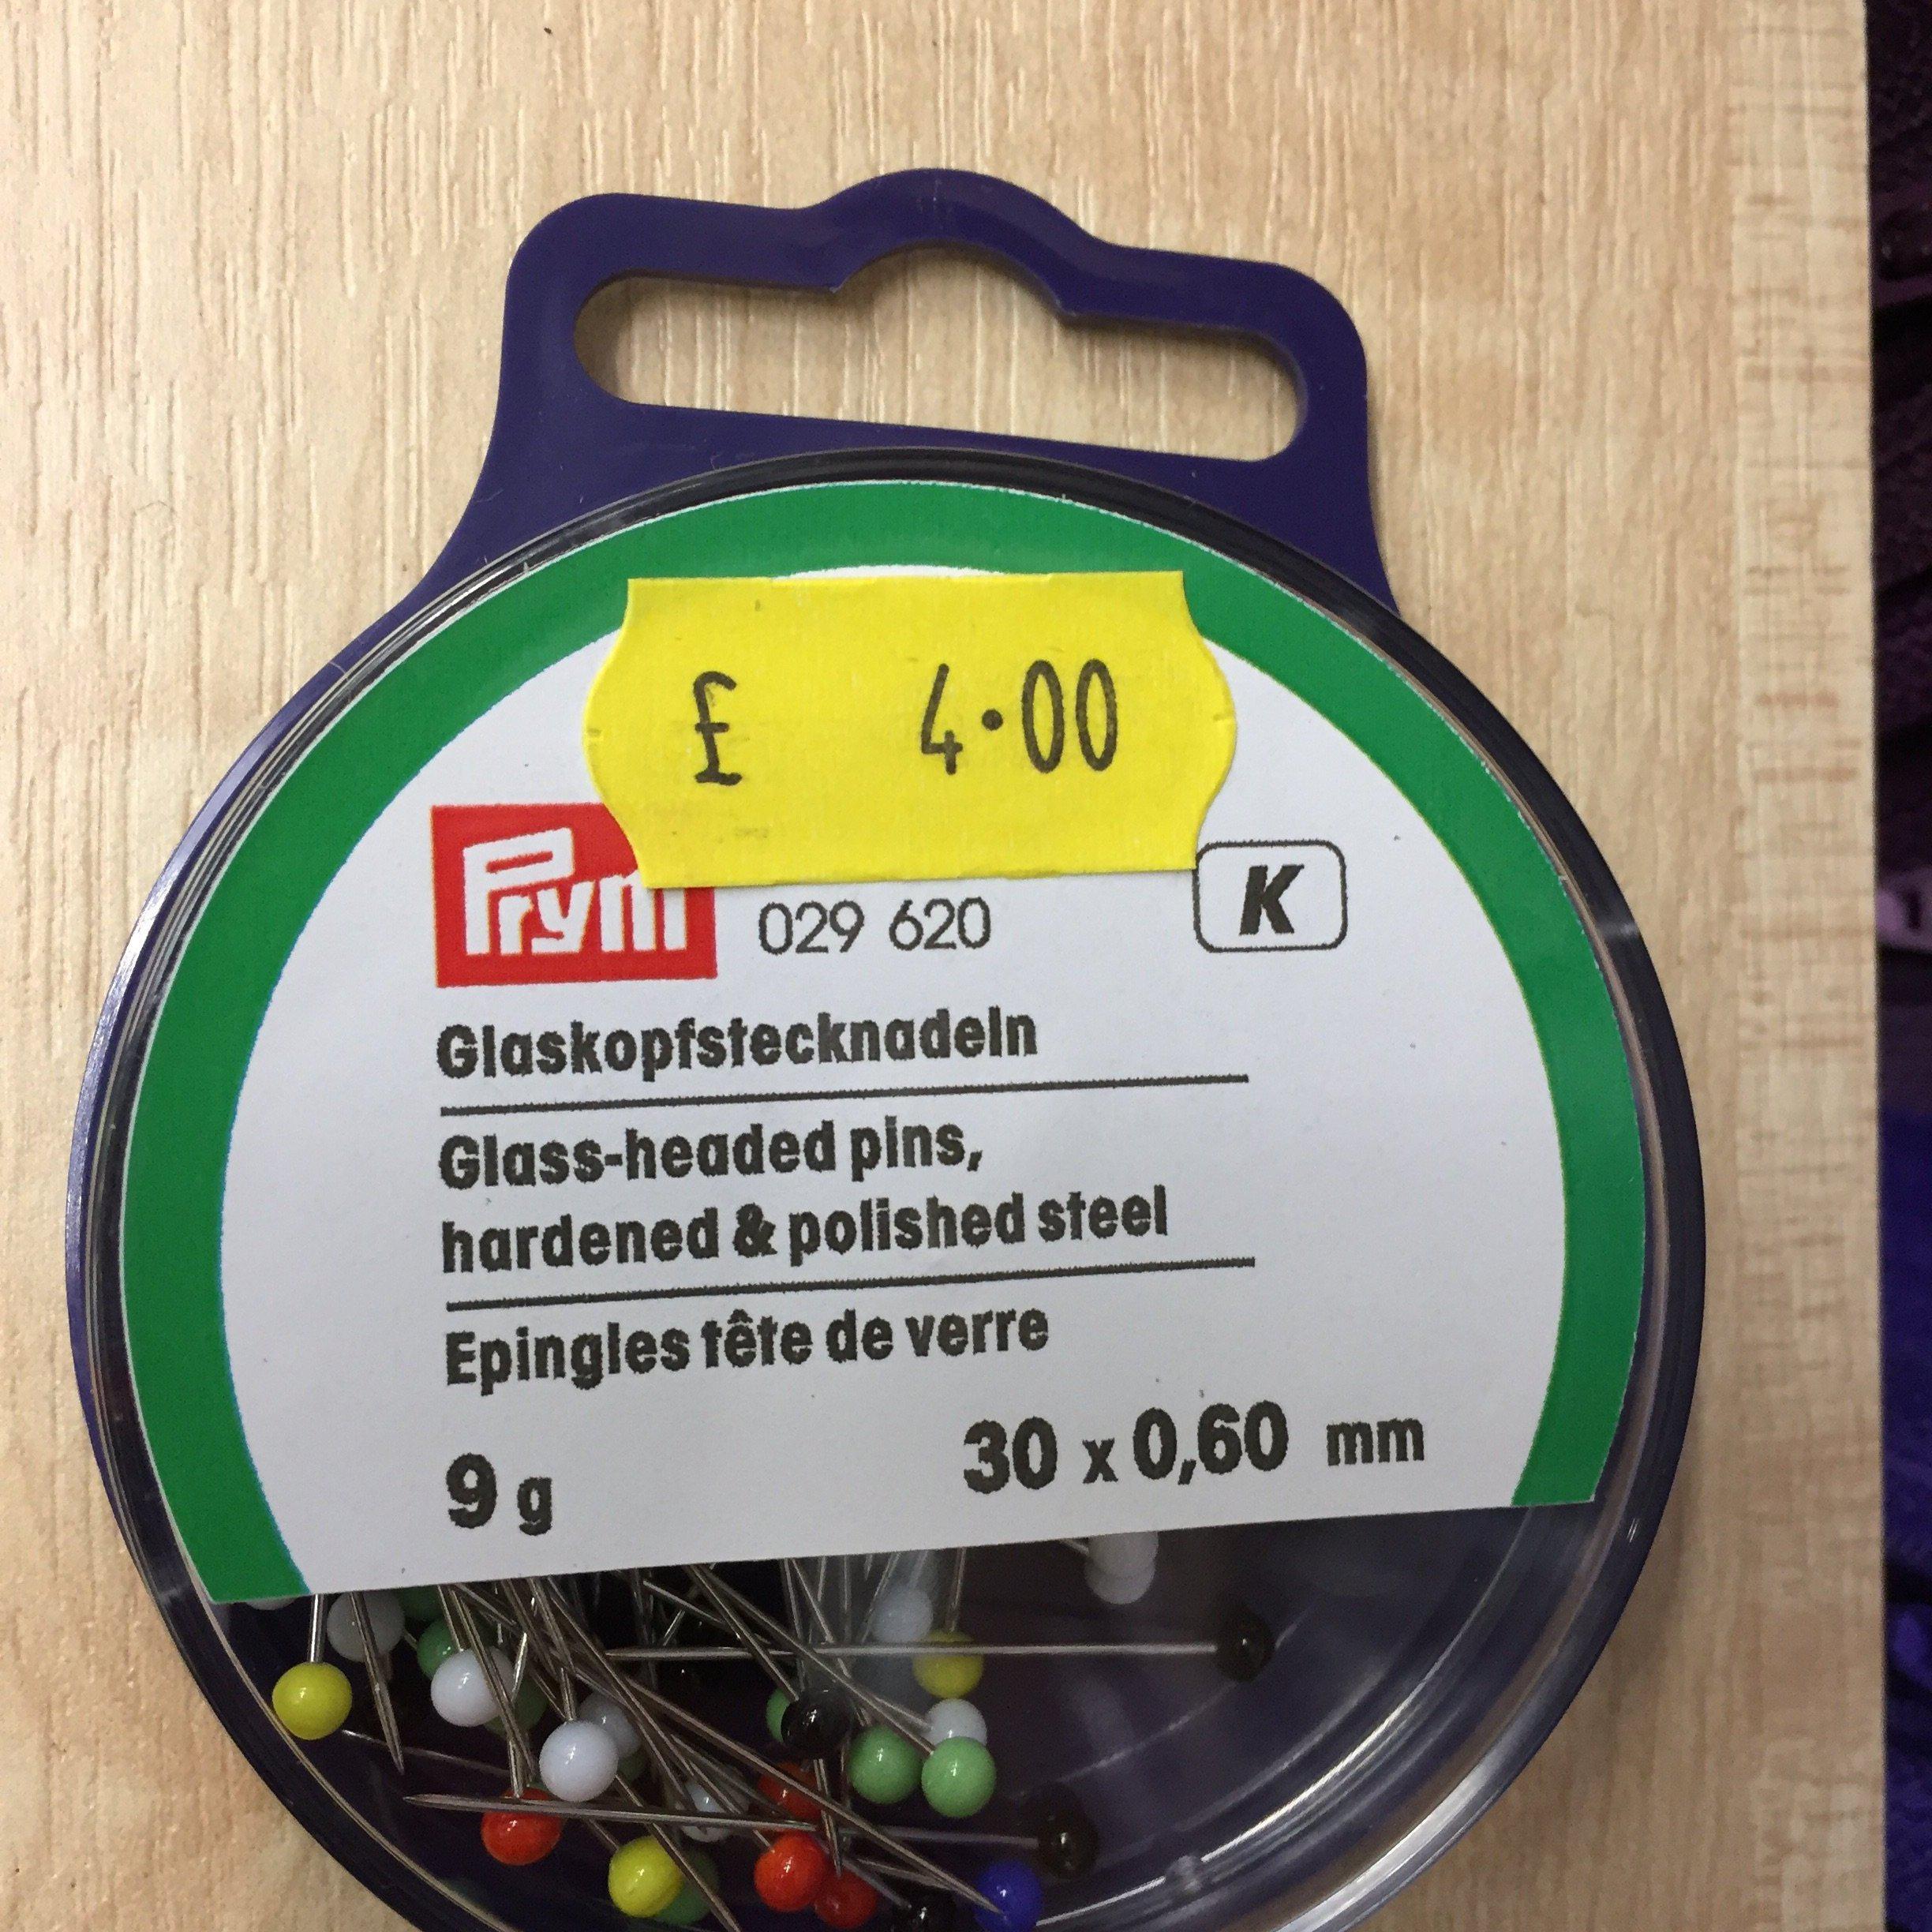 £ 4·00
Prym 029 620 K
Glaskopfstecknadeln
Glass-headed pins,
hardened & polished steel
Epingles tête de verre
9 g 30 x 0,60 mm